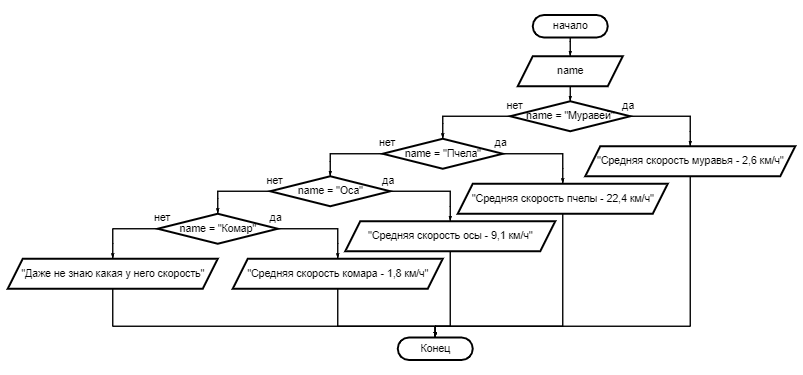 начало
name
нет
да
name = "Муравей"
нет
да
name = "Пчела"
"Средняя скорость муравья - 2,6 км/ч"
нет
да
name = "Оса"
"Средняя скорость пчелы - 22,4 км/ч"
нет
да
name = "Комар"
"Средняя скорость осы - 9,1 км/ч"
"Даже не знаю какая у него скорость"
"Средняя скорость комара - 1,8 км/ч"
Конец